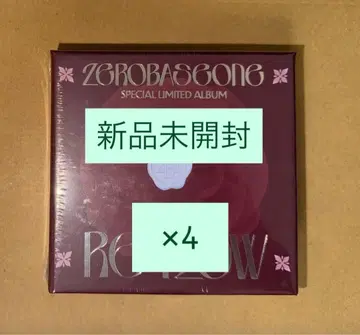 ZEROBASEONE
SPECIAL LIMITED ALBUM
新品未開封
×4